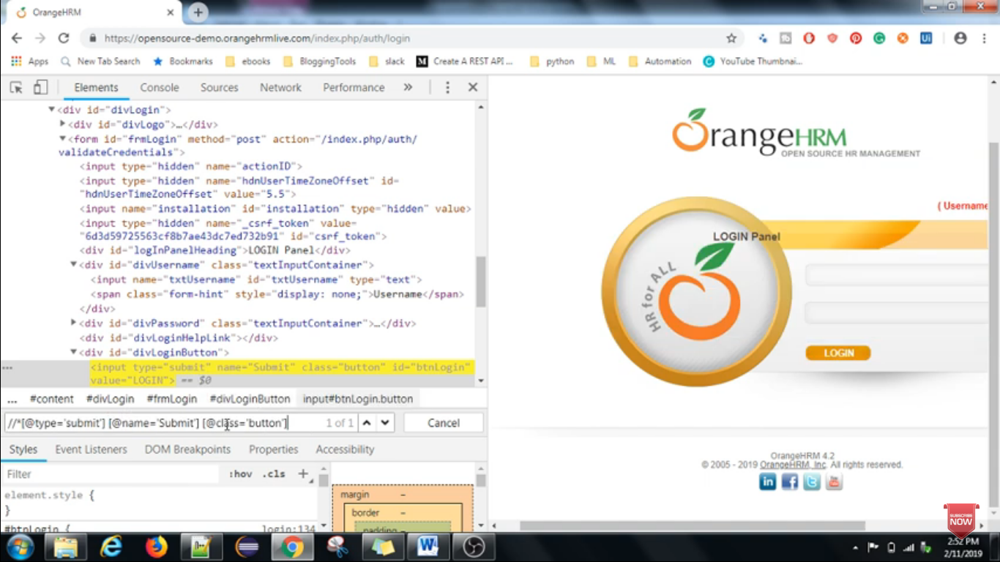 OrangeHRM
https://opensource-demo.orangehrmlive.com/index.php/auth/login
Apps New Tab Search Bookmarks ebooks BloggingTools slack M Create A REST API ... python ML Automation C YouTube Thumbnai...
Elements Console Sources Network Performance »
<div id="divLogin">
<div id="divLogo">…</div>
<form id="frmLogin" method="post" action="/index.php/auth/
validateCredentials">
<input type="hidden" name="actionID">
<input type="hidden" name="hdnUserTimeZoneOffset" id=
"hdnUserTimeZoneOffset" value="5.5">
<input name="installation" id="installation" type="hidden" value>
<input type="hidden" name="_csrf_token" value=
"6d3d59725563cf8b7ae43dc7ed732b91" id="csrf_token">
<div id="logInPanelHeading">LOGIN Panel</div>
<div id="divUsername" class="textInputContainer">
<input name="txtUsername" id="txtUsername" type="text">
<span class="form-hint" style="display: none;">Username</span>
</div>
<div id="divPassword" class="textInputContainer">…</div>
<div id="divLoginHelpLink"></div>
<div id="divLoginButton">
... <input type="submit" name="Submit" class="button" id="btnLogin"
value="LOGIN"> == $0
... #content #divLogin #frmLogin #divLoginButton input#btnLogin.button
//*[@type='submit'] [@name='Submit'] [@class='button'] 1 of 1 Cancel
Styles Event Listeners DOM Breakpoints Properties Accessibility
Filter :hov .cls +
element.style {
}
#btnLogin { login:134
margin –
border –
padding –
OrangeHRM
OPEN SOURCE HR MANAGEMENT
( Username
LOGIN Panel
HR for ALL
LOGIN
OrangeHRM 4.2
© 2005 - 2019 OrangeHRM, Inc. All rights reserved.
in f t You
SUBSCRIBE
NOW
2:52 PM
2/11/2019